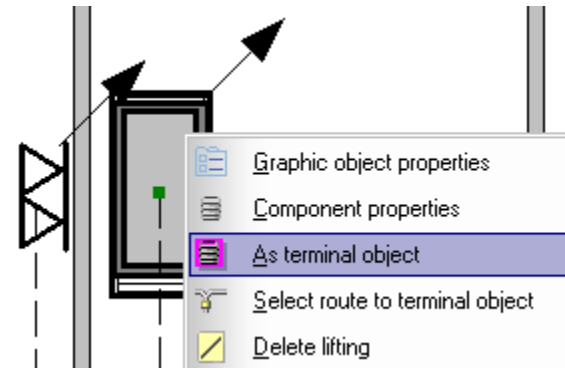 Graphic object properties
Component properties
As terminal object
Select route to terminal object
Delete lifting